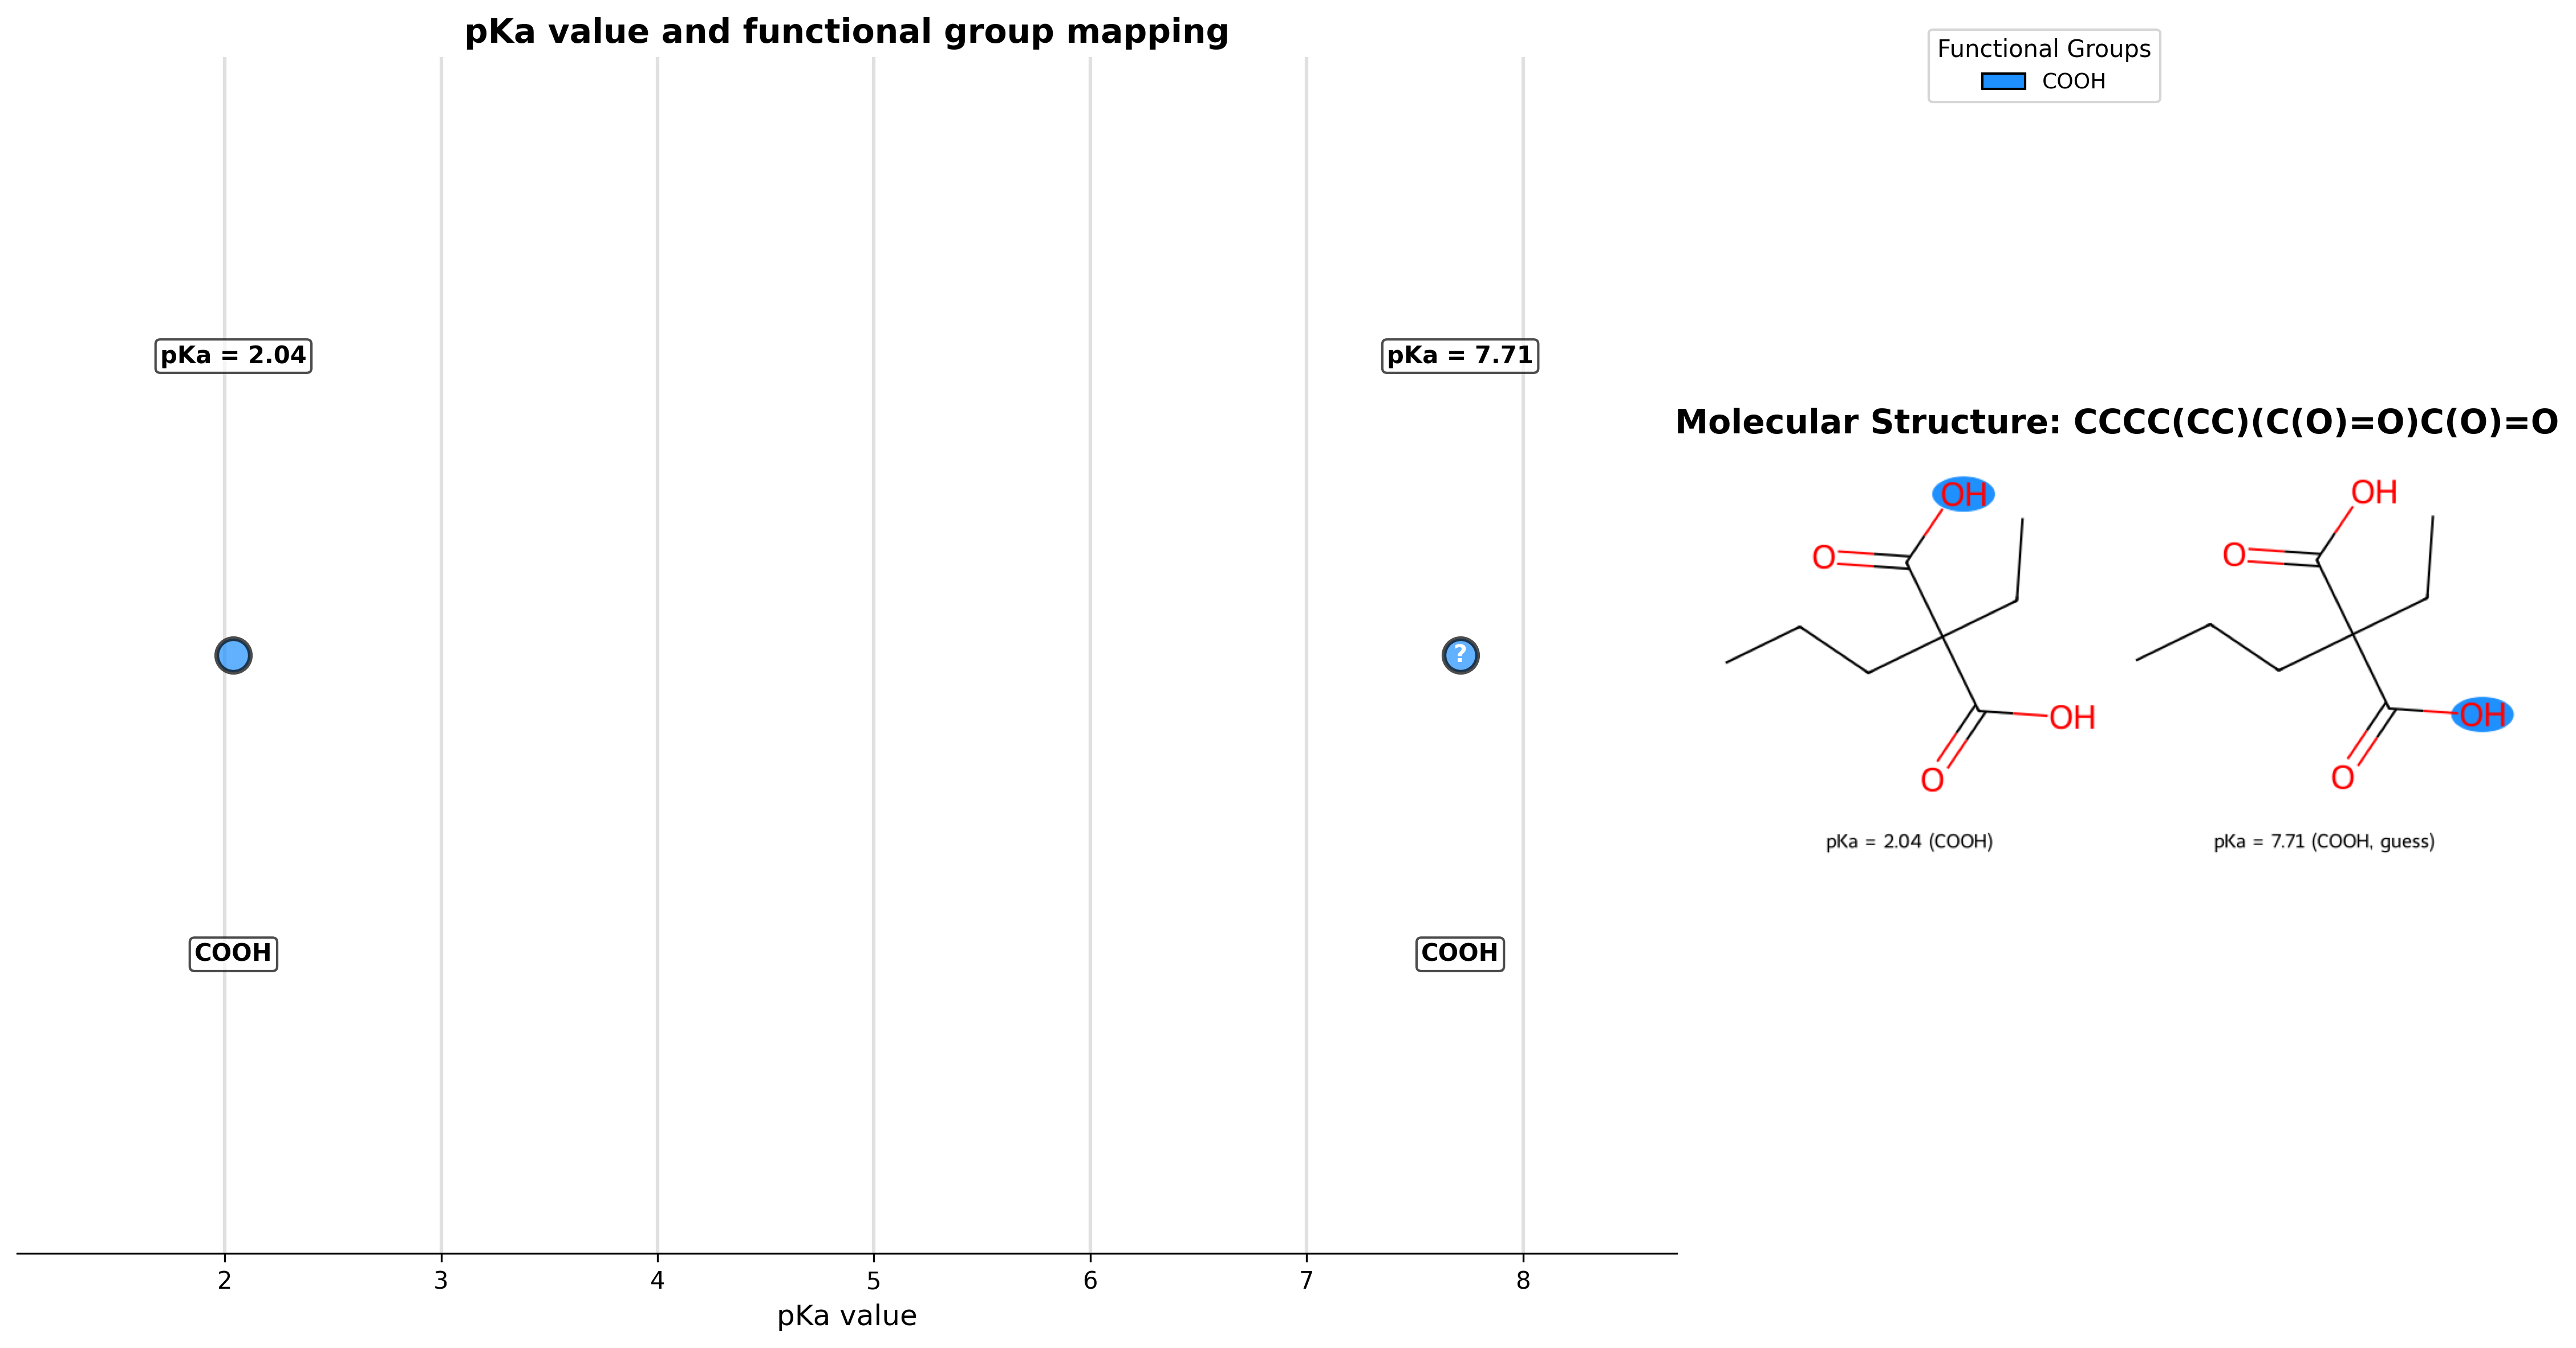 pKa value and functional group mapping
Functional Groups
COOH
pKa = 2.04
pKa = 7.71
?
COOH
COOH
2 3 4 5 6 7 8
pKa value
Molecular Structure: CCCC(CC)(C(O)=O)C(O)=O
OH
O
OH
O
OH
O
OH
O
pKa = 2.04 (COOH)
pKa = 7.71 (COOH, guess)